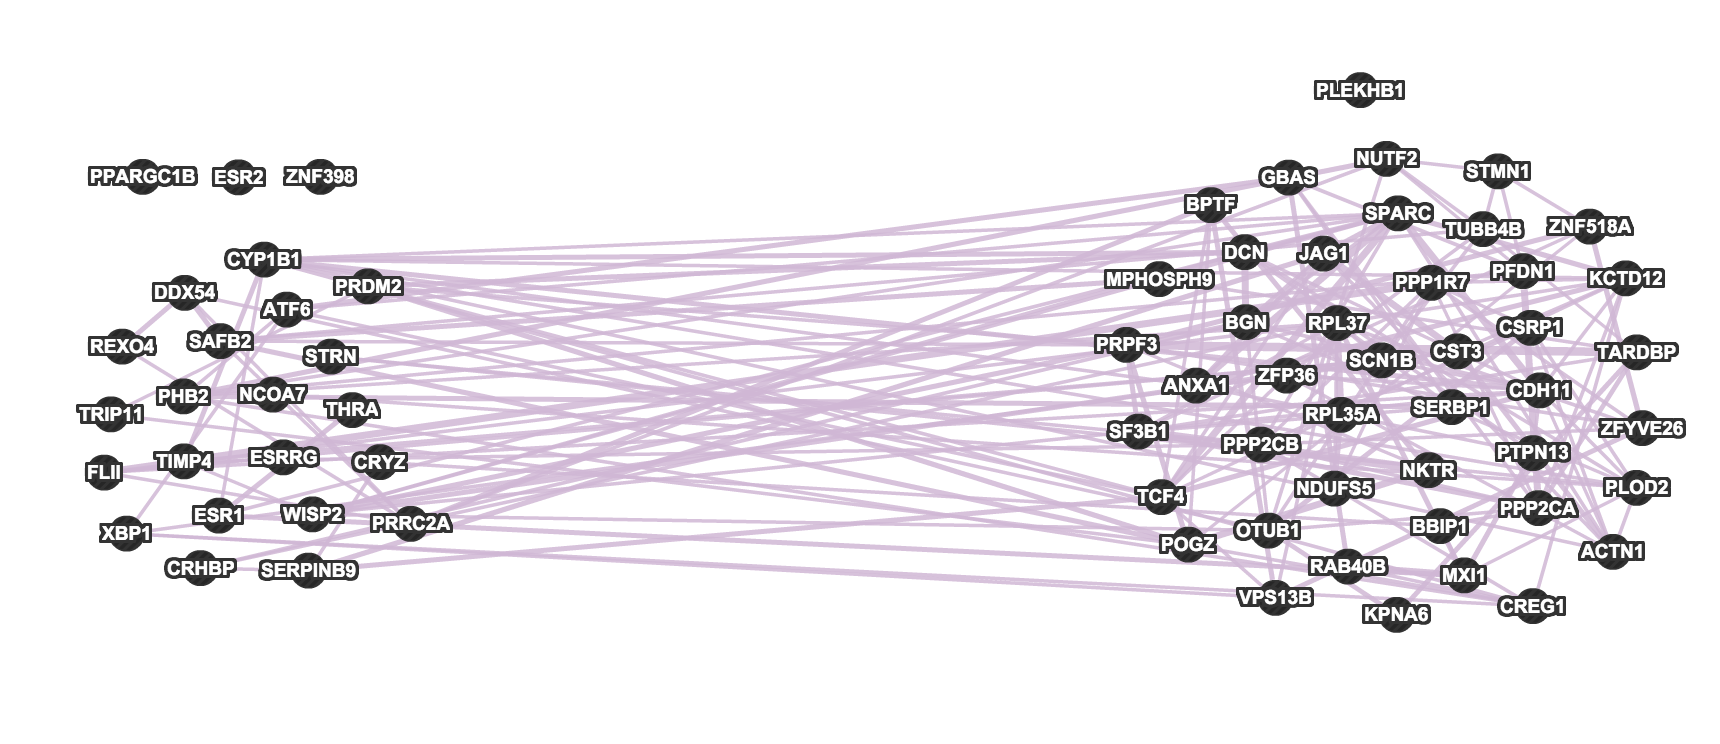 PLEKHB1
PPARGC1B
ESR2
ZNF398
CYP1B1
PRDM2
DDX54
ATF6
REXO4
SAFB2
STRN
PHB2
NCOA7
TRIP11
THRA
FLII
TIMP4
ESRRG
CRYZ
XBP1
ESR1
WISP2
PRRC2A
CRHBP
SERPINB9
NUTF2
GBAS
STMN1
BPTF
SPARC
TUBB4B
ZNF518A
DCN
JAG1
MPHOSPH9
PPP1R7
PFDN1
KCTD12
BGN
RPL37
CSRP1
PRPF3
SCN1B
CST3
TARDBP
ANXA1
ZFP36
CDH11
RPL35A
SERBP1
SF3B1
PPP2CB
ZFYVE26
PTPN13
NKTR
TCF4
NDUFS5
PLOD2
PPP2CA
OTUB1
BBIP1
POGZ
ACTN1
RAB40B
MXI1
VPS13B
KPNA6
CREG1